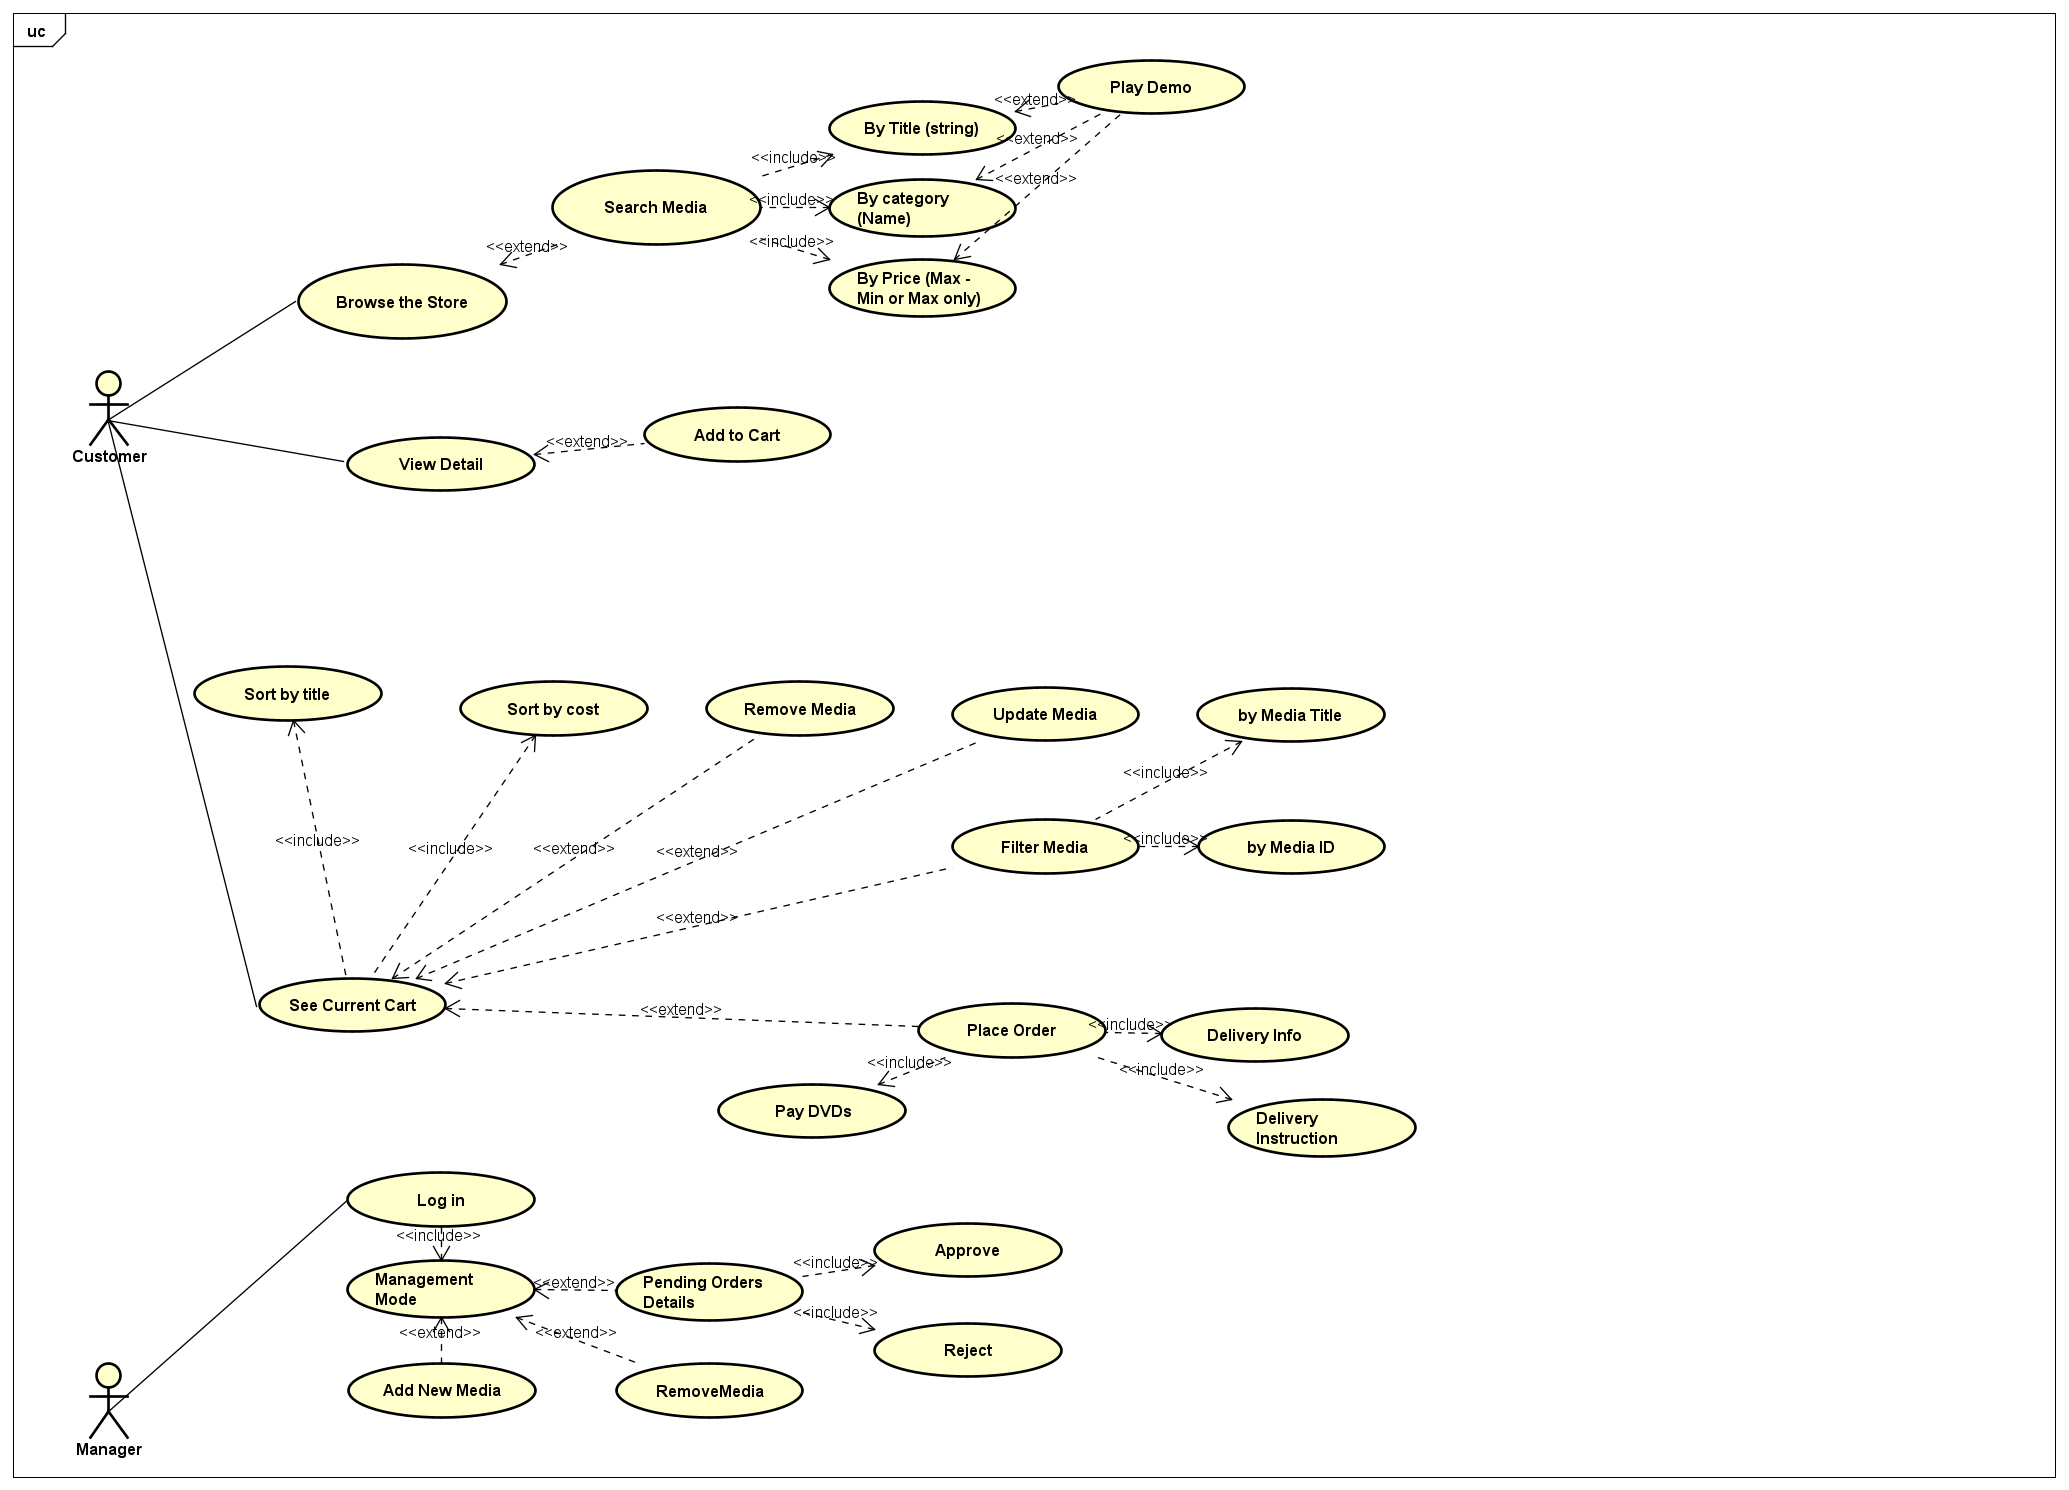 uc
Play Demo
<<extend>>
By Title (string)
<<extend>>
<<include>>
<<extend>>
Search Media
<<include>>
By category
(Name)
<<include>>
<<extend>>
By Price (Max -
Min or Max only)
Browse the Store
Customer
View Detail
<<extend>>
Add to Cart
Sort by title
Sort by cost
Remove Media
Update Media
by Media Title
<<include>>
<<include>>
<<include>>
<<extend>>
<<extend>>
Filter Media
<<include>>
by Media ID
<<extend>>
See Current Cart
<<extend>>
Place Order
<<include>>
Delivery Info
<<include>>
<<include>>
Pay DVDs
Delivery
Instruction
Log in
<<include>>
Management
Mode
<<extend>>
Pending Orders
Details
<<include>>
Approve
<<include>>
Reject
<<extend>>
<<extend>>
Add New Media
RemoveMedia
Manager